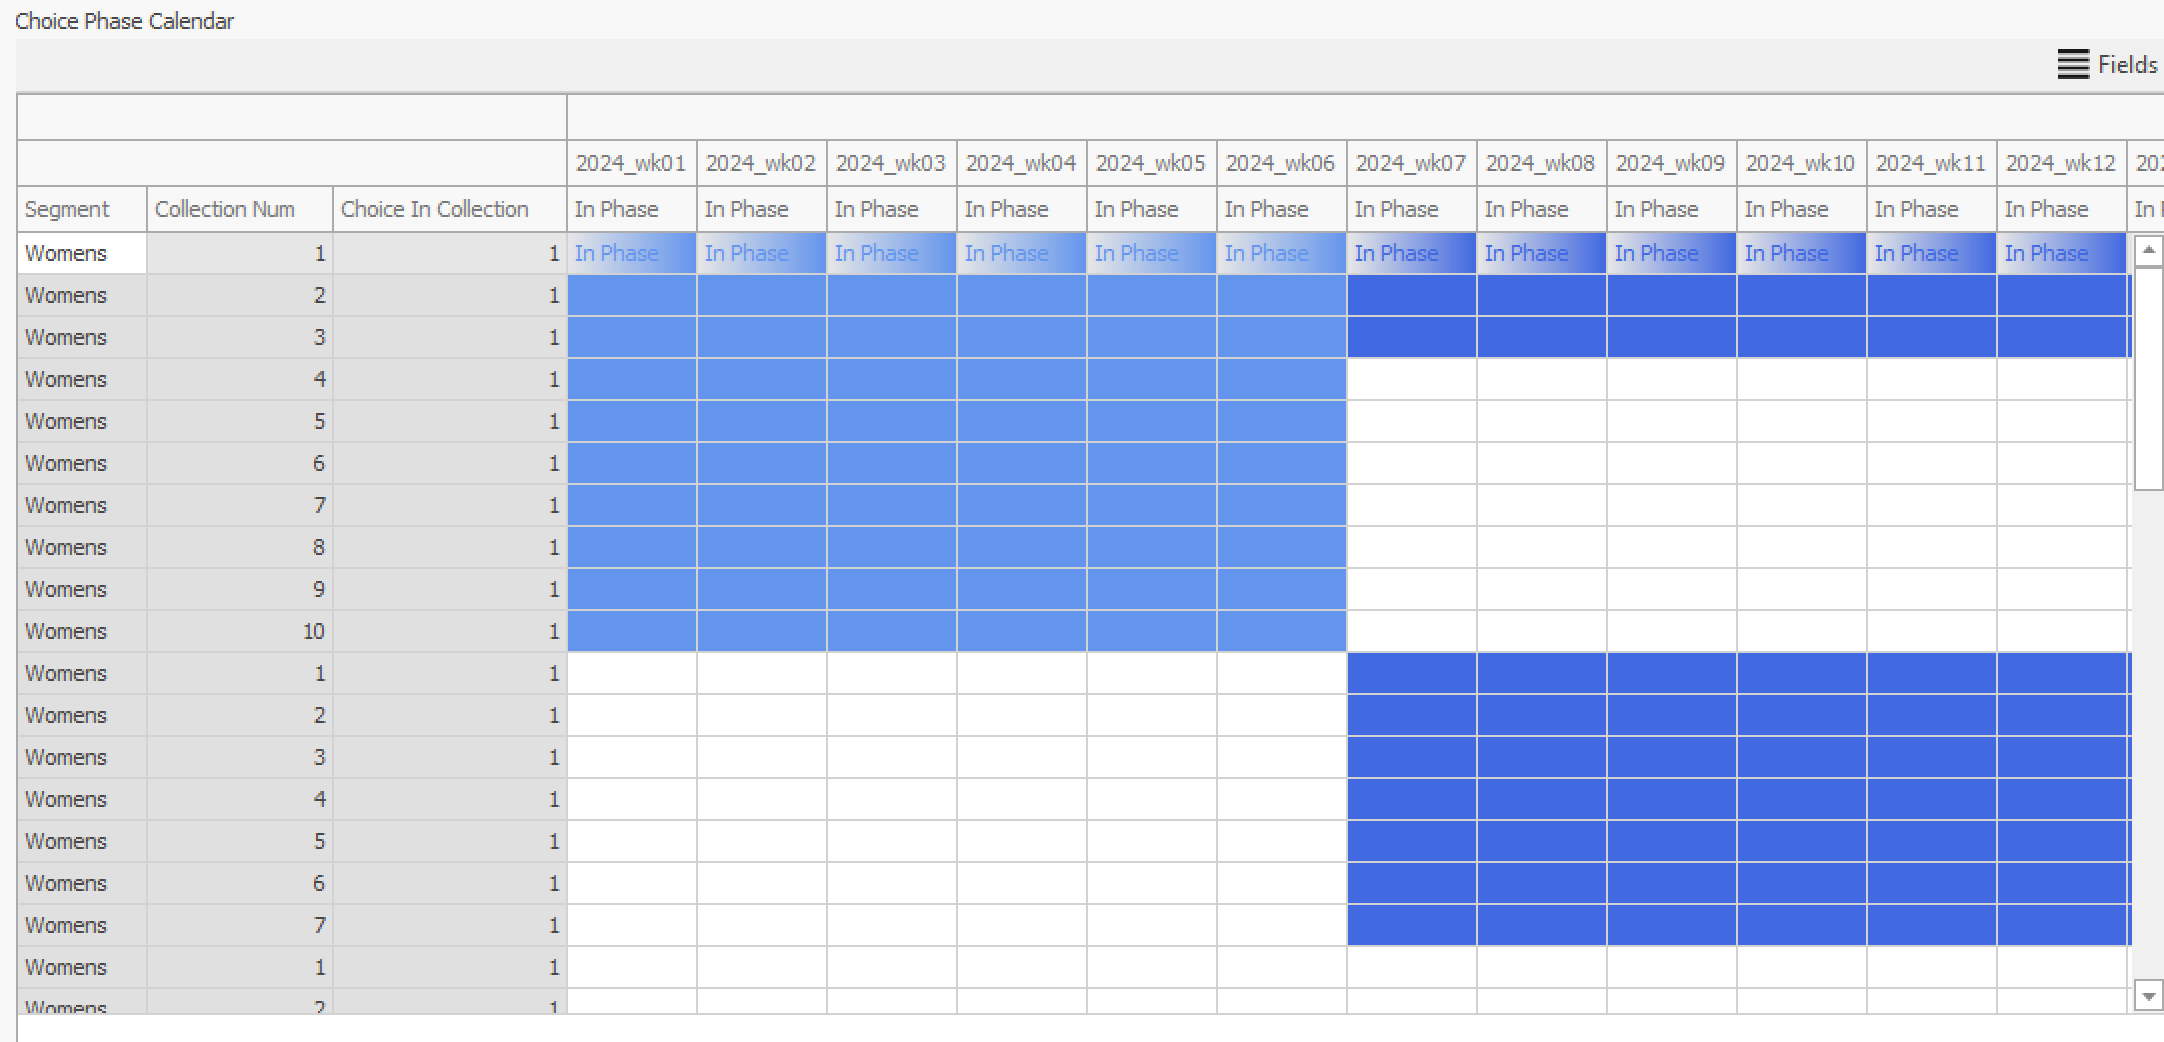 Choice Phase Calendar
Fields
2024_wk01 2024_wk02 2024_wk03 2024_wk04 2024_wk05 2024_wk06 2024_wk07 2024_wk08 2024_wk09 2024_wk10 2024_wk11 2024_wk12 202
Segment Collection Num Choice In Collection In Phase In Phase In Phase In Phase In Phase In Phase In Phase In Phase In Phase In Phase In Phase In Phase In
Womens 1 1 In Phase In Phase In Phase In Phase In Phase In Phase In Phase In Phase In Phase In Phase In Phase In Phase
Womens 2 1
Womens 3 1
Womens 4 1
Womens 5 1
Womens 6 1
Womens 7 1
Womens 8 1
Womens 9 1
Womens 10 1
Womens 1 1
Womens 2 1
Womens 3 1
Womens 4 1
Womens 5 1
Womens 6 1
Womens 7 1
Womens 1 1
Womens 2 1